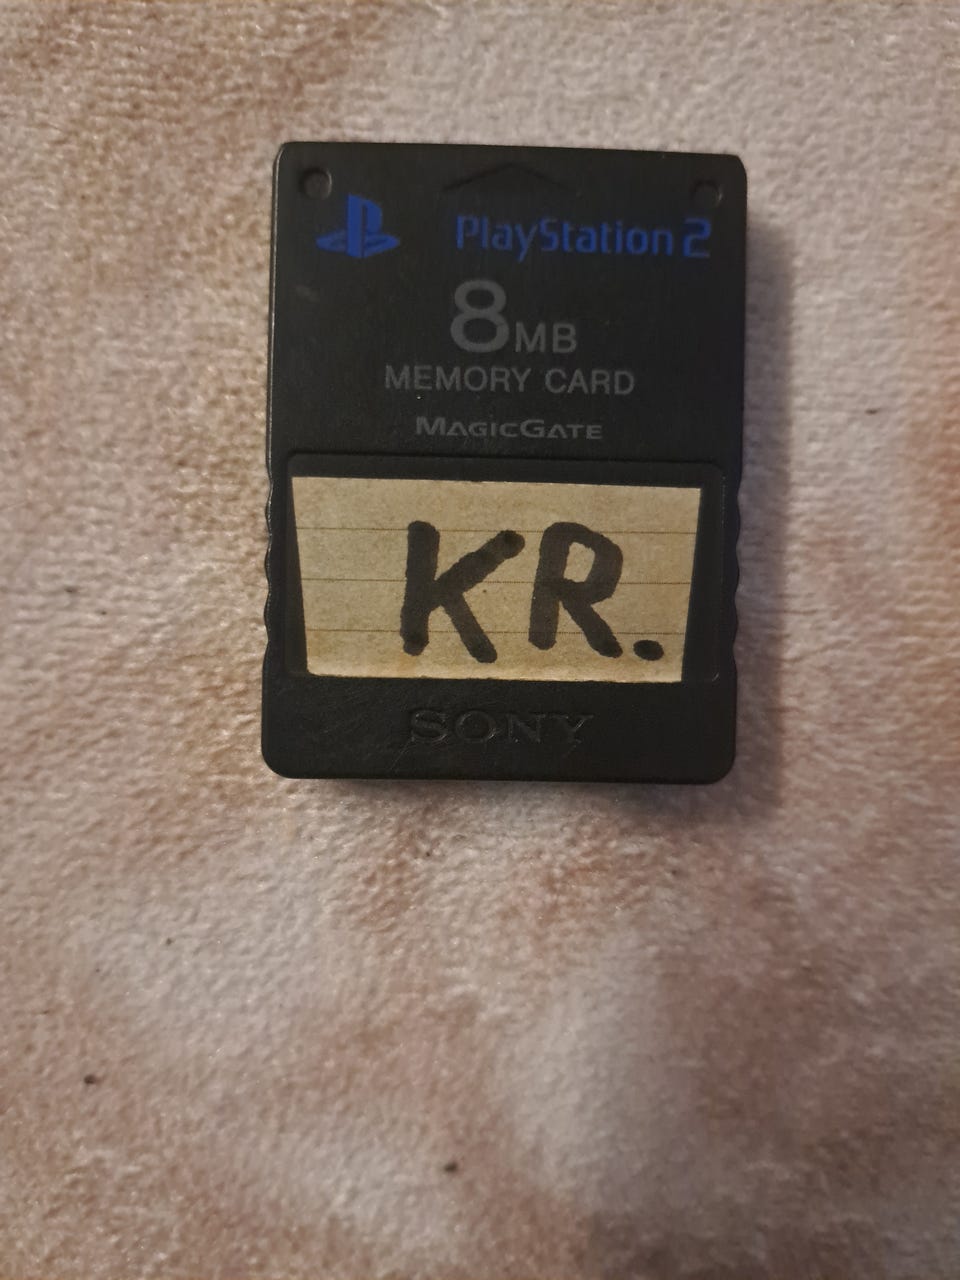 PlayStation 2
8MB
MEMORY CARD
MAGICGATE
KR.
SONY